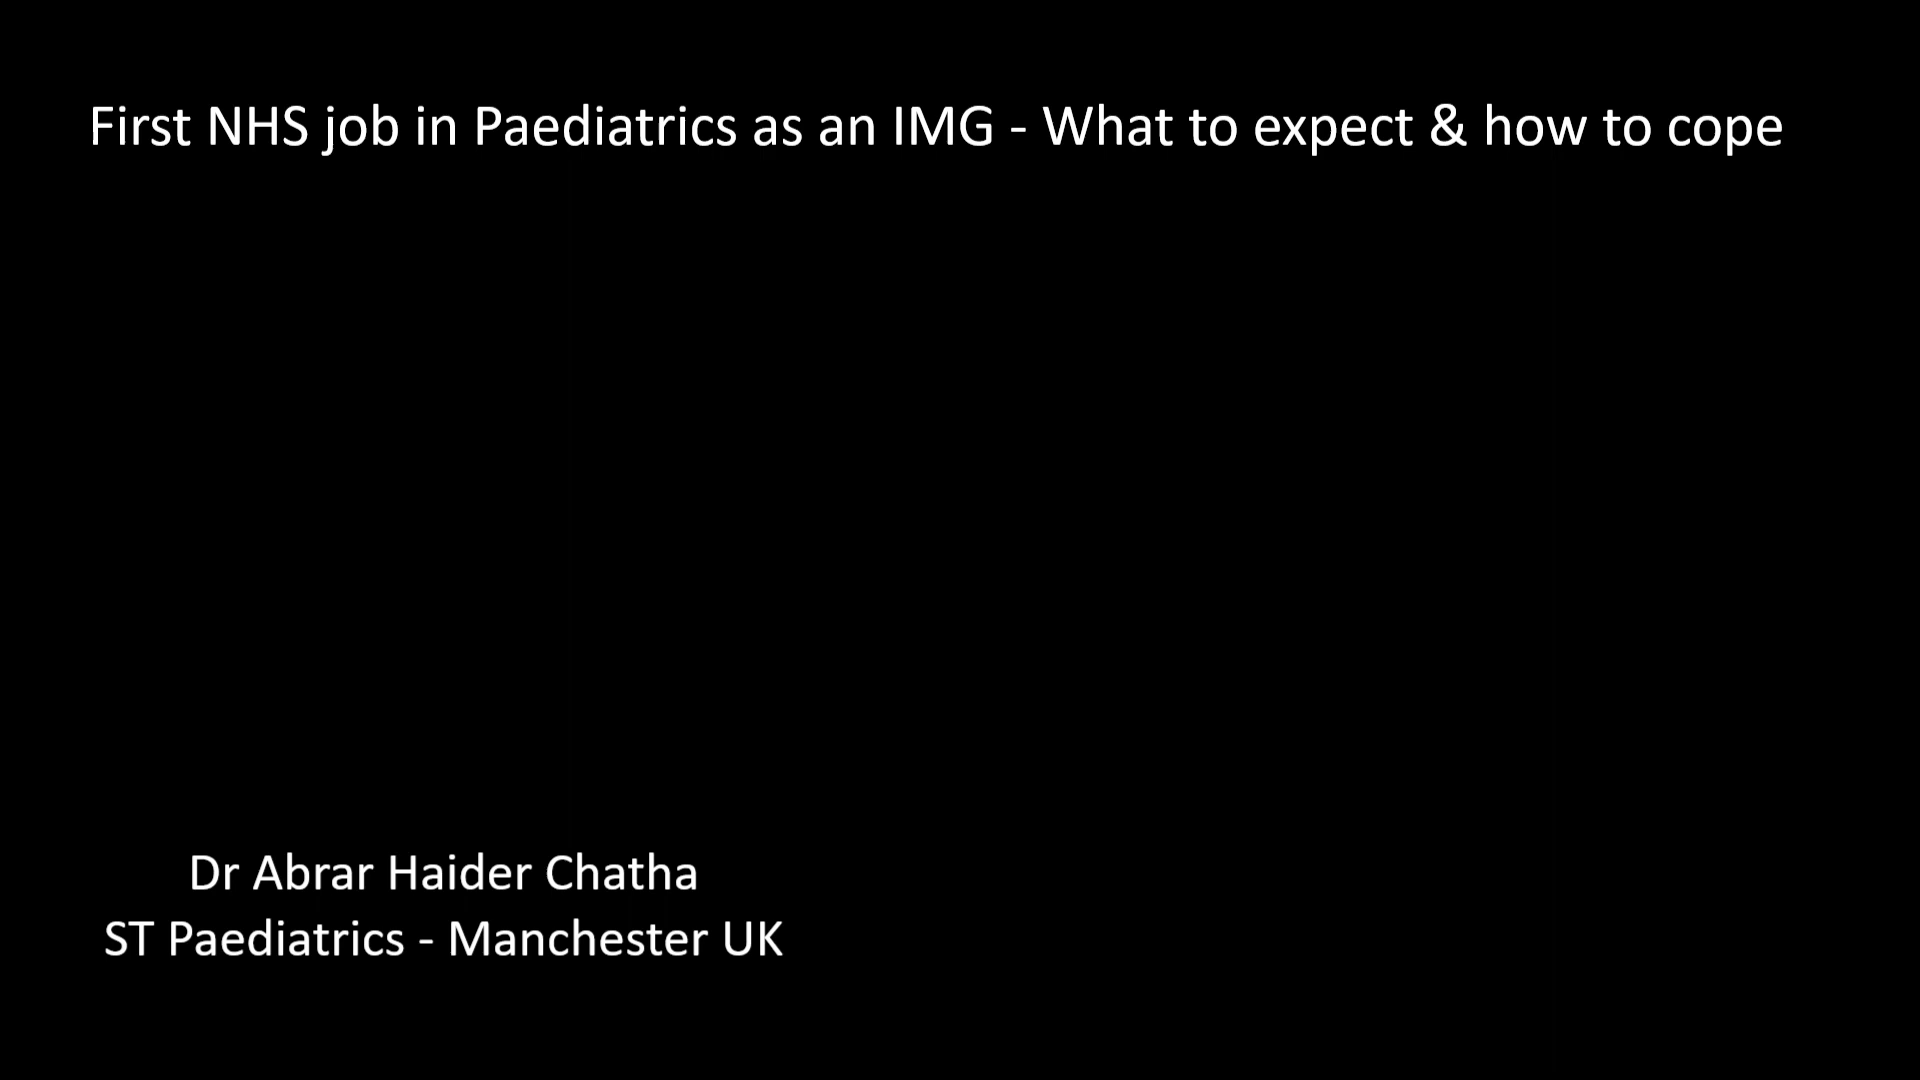 First NHS job in Paediatrics as an IMG - What to expect & how to cope
Dr Abrar Haider Chatha
ST Paediatrics - Manchester UK